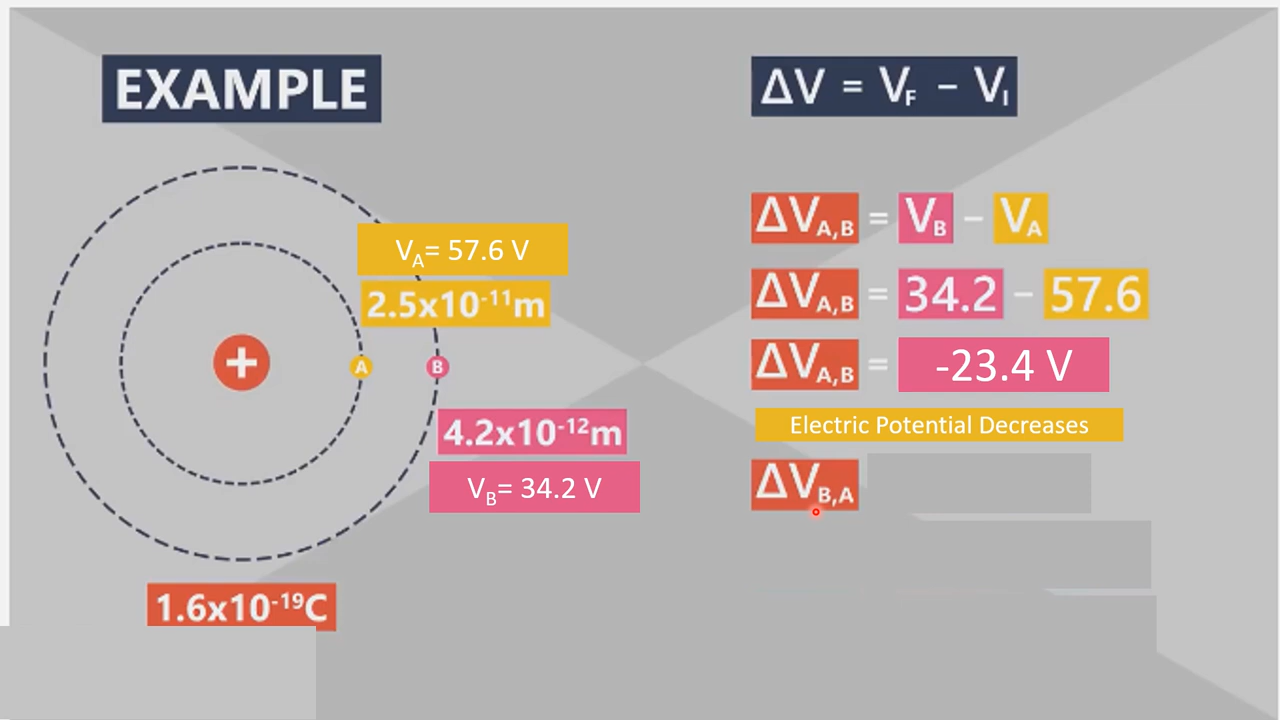 EXAMPLE
ΔV = V_F − V_I
V_A= 57.6 V
2.5x10⁻¹¹m
+
A
B
4.2x10⁻¹²m
V_B= 34.2 V
1.6x10⁻¹⁹C
ΔV_A,B = V_B − V_A
ΔV_A,B = 34.2 − 57.6
ΔV_A,B = -23.4 V
Electric Potential Decreases
ΔV_B,A